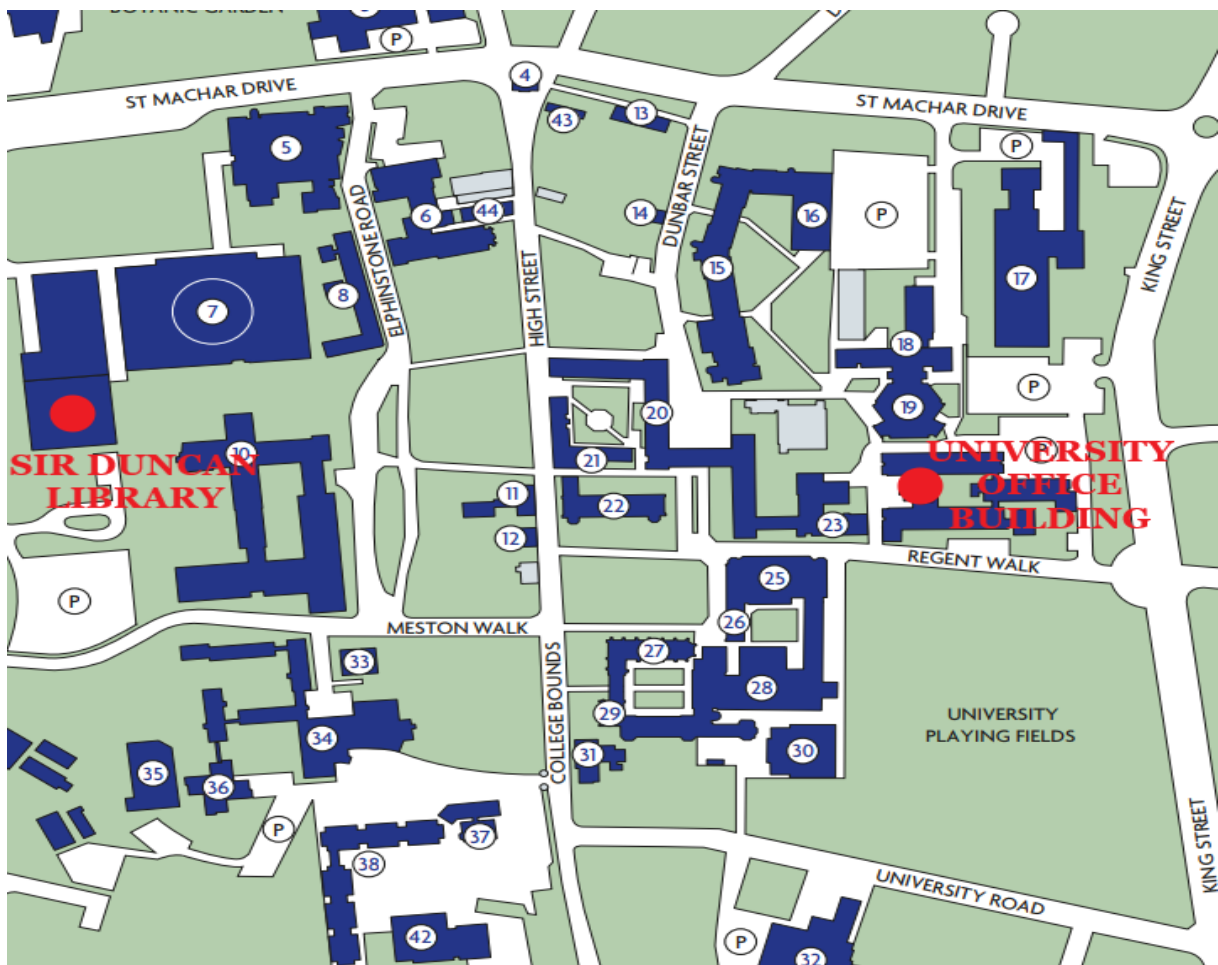 BOTANIC GARDEN
P
4
ST MACHAR DRIVE
ST MACHAR DRIVE
43
13
5
P
DUNBAR STREET
ELPHINSTONE ROAD
6
44
14
16
P
KING STREET
HIGH STREET
15
17
7
8
18
P
19
20
SIR DUNCAN
LIBRARY
10
21
UNIVERSITY
OFFICE
BUILDING
P
11
22
12
23
REGENT WALK
P
25
MESTON WALK
26
27
33
COLLEGE BOUNDS
28
29
34
UNIVERSITY
PLAYING FIELDS
31
30
35
36
P
37
38
KING STREET
UNIVERSITY ROAD
42
P
32